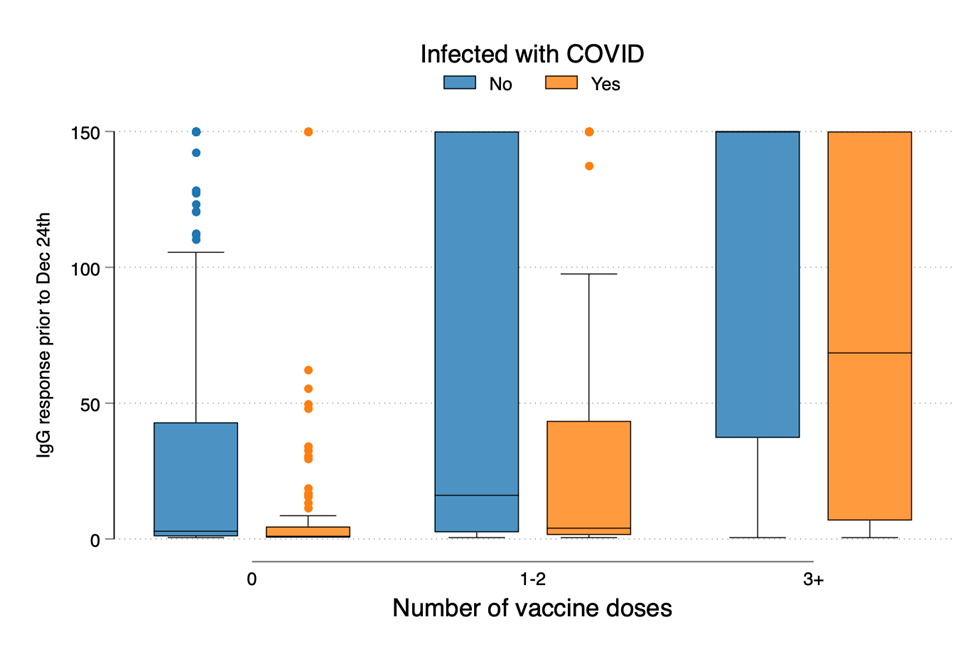 Infected with COVID
No Yes
IgG response prior to Dec 24th
150
100
50
0
0 1-2 3+
Number of vaccine doses